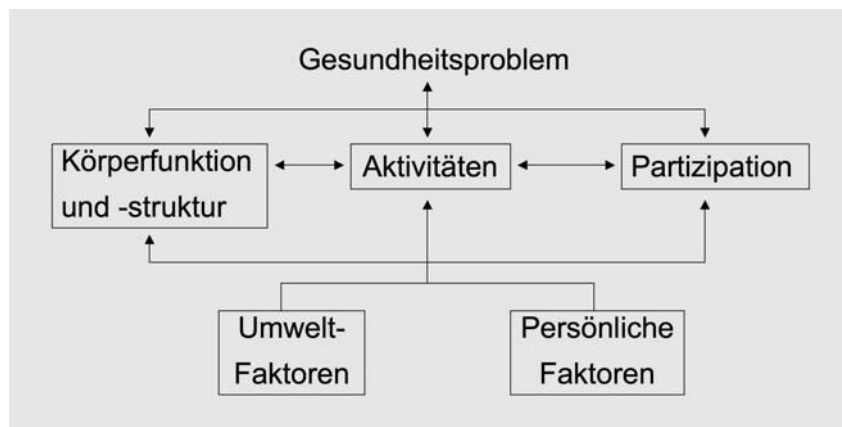 Gesundheitsproblem
Körperfunktion
und -struktur
Aktivitäten
Partizipation
Umwelt-
Faktoren
Persönliche
Faktoren